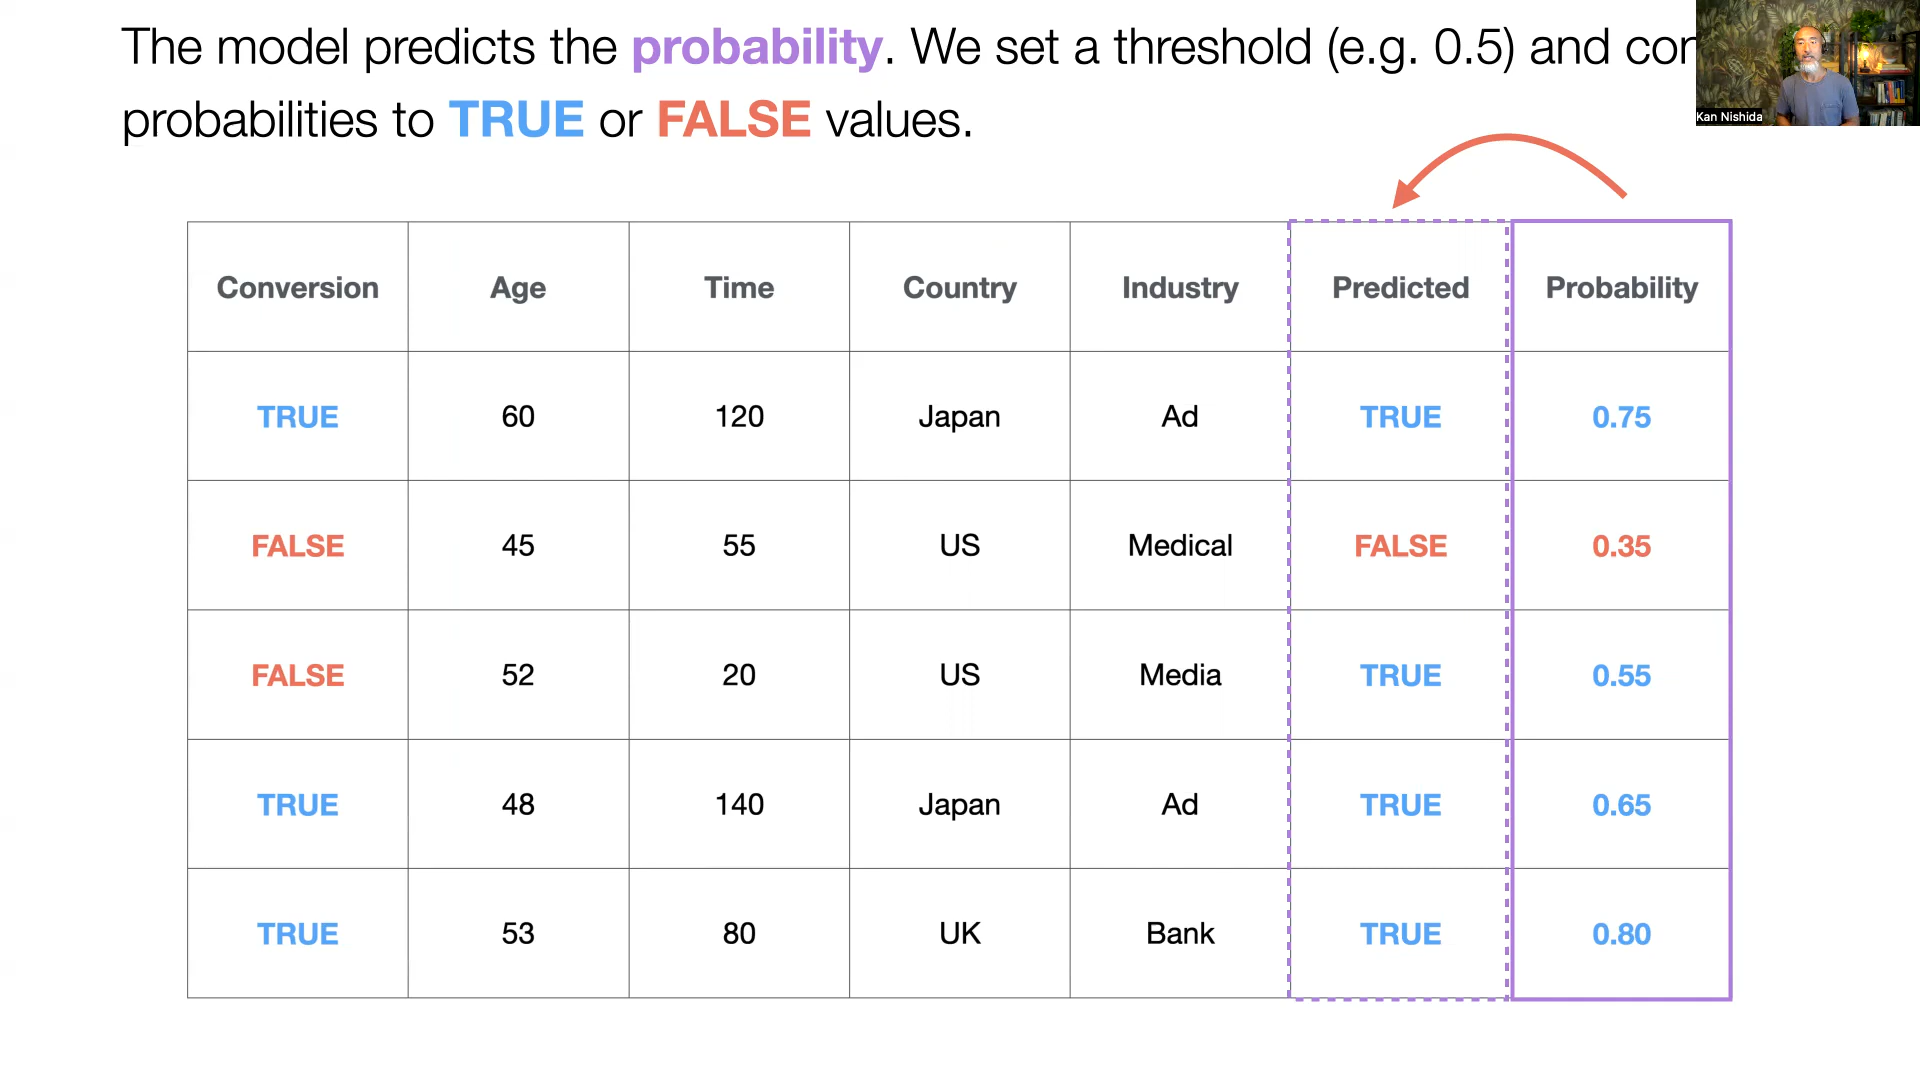 The model predicts the probability. We set a threshold (e.g. 0.5) and
probabilities to TRUE or FALSE values.
Kan Nishida
Conversion Age Time Country Industry Predicted Probability
TRUE 60 120 Japan Ad TRUE 0.75
FALSE 45 55 US Medical FALSE 0.35
FALSE 52 20 US Media TRUE 0.55
TRUE 48 140 Japan Ad TRUE 0.65
TRUE 53 80 UK Bank TRUE 0.80